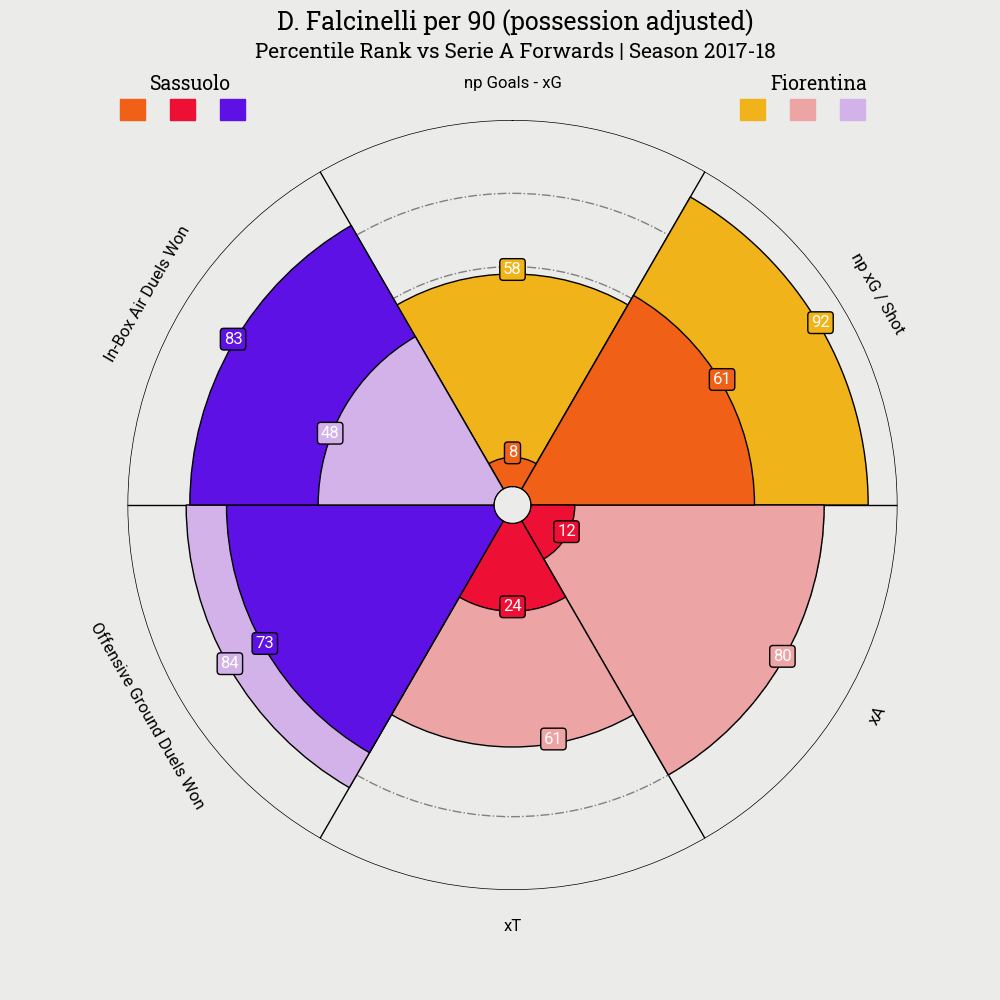 D. Falcinelli per 90 (possession adjusted)
Percentile Rank vs Serie A Forwards | Season 2017-18
Sassuolo
np Goals - xG
Fiorentina
In-Box Air Duels Won
np xG / Shot
58
92
83
61
48
8
12
24
73
84
80
61
Offensive Ground Duels Won
xA
xT